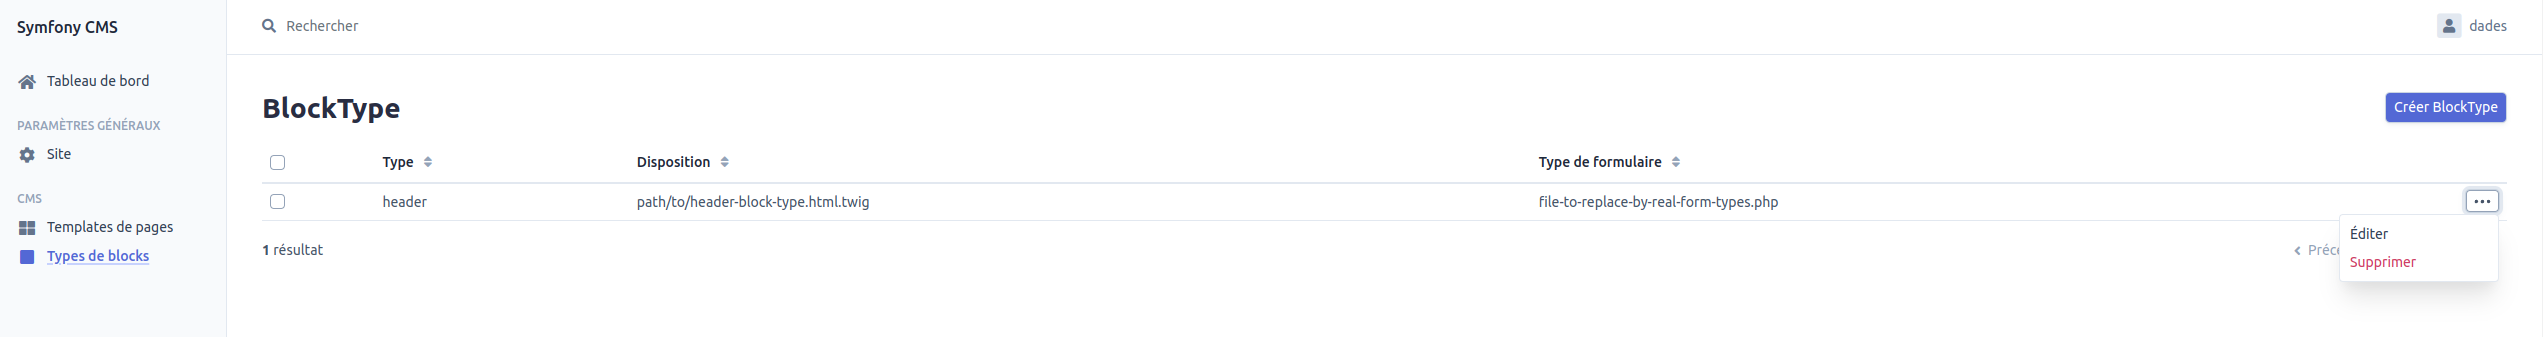 Symfony CMS
Tableau de bord
PARAMÈTRES GÉNÉRAUX
Site
CMS
Templates de pages
Types de blocks
Rechercher
dades
BlockType
Créer BlockType
Type Disposition Type de formulaire
header path/to/header-block-type.html.twig file-to-replace-by-real-form-types.php
1 résultat
Éditer
Supprimer